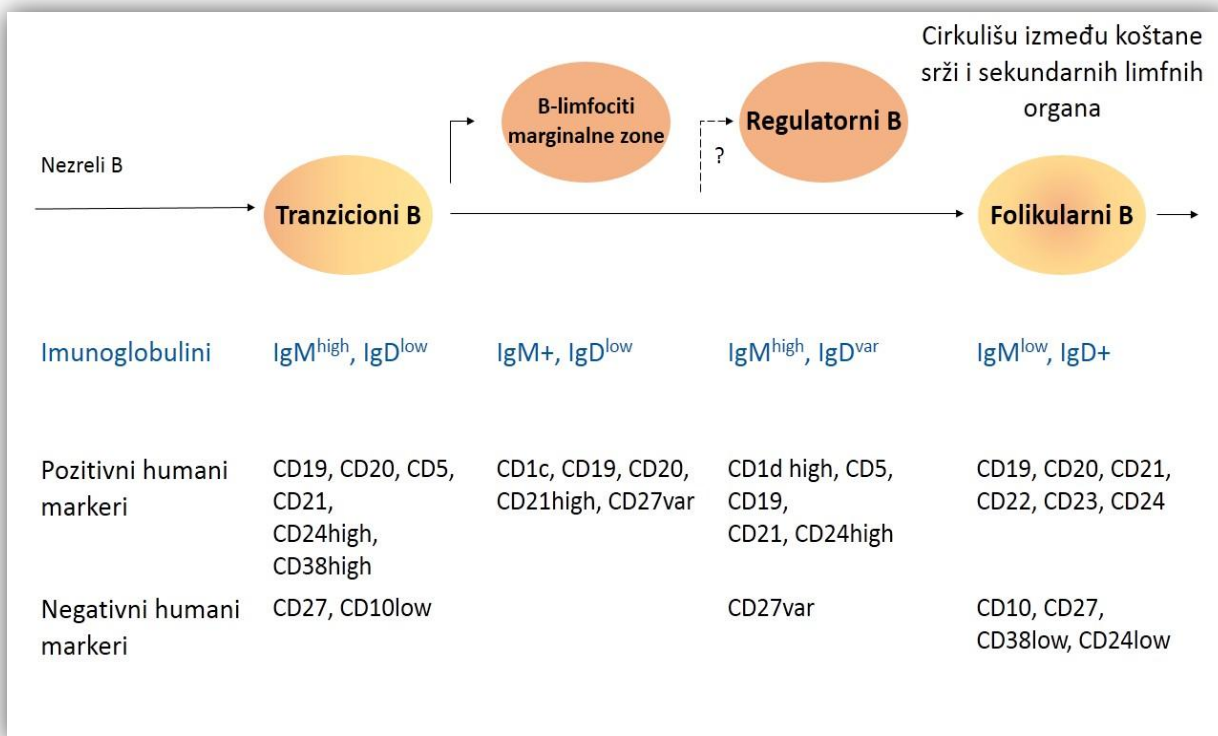 Cirkulišu između koštane
srži i sekundarnih limfnih
organa
B-limfociti
marginalne zone
Regulatorni B
Nezreli B
?
Tranzicioni B
Folikularni B
Imunoglobulini
IgMhigh, IgDlow
IgM+, IgDlow
IgMhigh, IgDvar
IgMlow, IgD+
Pozitivni humani
markeri
CD19, CD20, CD5,
CD21,
CD24high,
CD38high
CD1c, CD19, CD20,
CD21high, CD27var
CD1d high, CD5,
CD19,
CD21, CD24high
CD19, CD20, CD21,
CD22, CD23, CD24
Negativni humani
markeri
CD27, CD10low
CD27var
CD10, CD27,
CD38low, CD24low